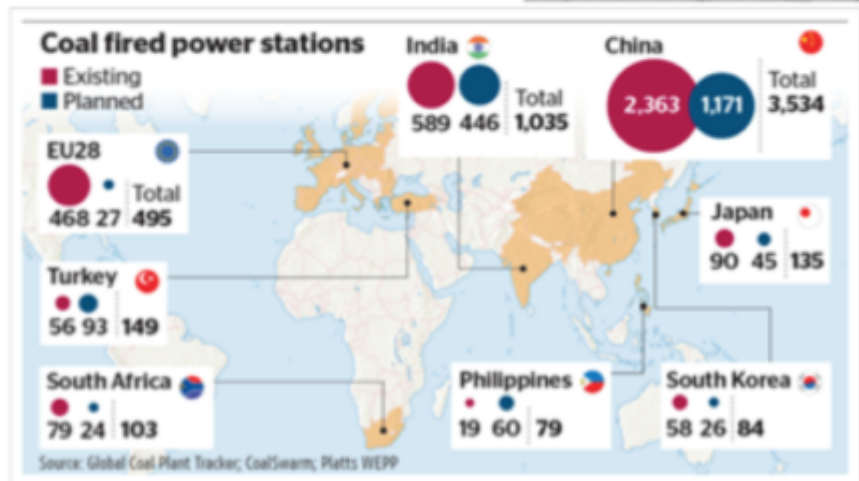 Coal fired power stations
Existing
Planned
India
589 446
Total
1,035
China
2,363 1,171
Total
3,534
EU28
468 27
Total
495
Japan
90 45 135
Turkey
56 93 149
South Africa
79 24 103
Philippines
19 60 79
South Korea
58 26 84
Source: Global Coal Plant Tracker; CoalSwarm; Platts WEPP